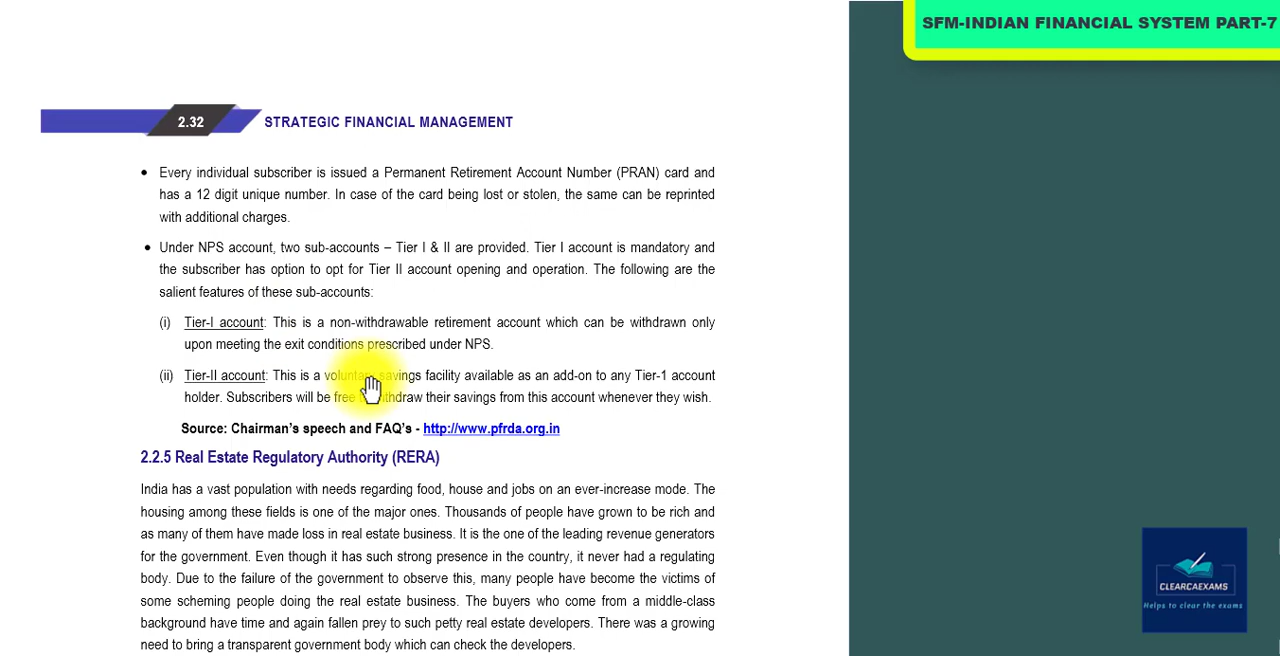 SFM-INDIAN FINANCIAL SYSTEM PART-7
2.32 STRATEGIC FINANCIAL MANAGEMENT
• Every individual subscriber is issued a Permanent Retirement Account Number (PRAN) card and
has a 12 digit unique number. In case of the card being lost or stolen, the same can be reprinted
with additional charges.
• Under NPS account, two sub-accounts – Tier I & II are provided. Tier I account is mandatory and
the subscriber has option to opt for Tier II account opening and operation. The following are the
salient features of these sub-accounts:
(i) Tier-I account: This is a non-withdrawable retirement account which can be withdrawn only
upon meeting the exit conditions prescribed under NPS.
(ii) Tier-II account: This is a voluntary savings facility available as an add-on to any Tier-1 account
holder. Subscribers will be free to withdraw their savings from this account whenever they wish.
Source: Chairman's speech and FAQ's - http://www.pfrda.org.in
2.2.5 Real Estate Regulatory Authority (RERA)
India has a vast population with needs regarding food, house and jobs on an ever-increase mode. The
housing among these fields is one of the major ones. Thousands of people have grown to be rich and
as many of them have made loss in real estate business. It is the one of the leading revenue generators
for the government. Even though it has such strong presence in the country, it never had a regulating
body. Due to the failure of the government to observe this, many people have become the victims of
some scheming people doing the real estate business. The buyers who come from a middle-class
background have time and again fallen prey to such petty real estate developers. There was a growing
need to bring a transparent government body which can check the developers.
CLEARCAEXAMS
Helps to clear the exams